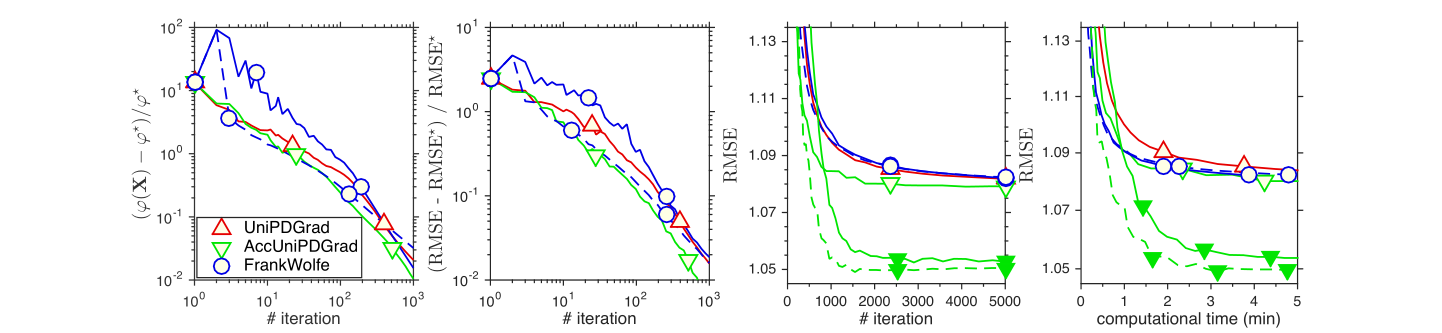 (φ(X) − φ⋆)/φ⋆
10²
10¹
10⁰
10⁻¹
10⁻²
UniPDGrad
AccUniPDGrad
FrankWolfe
10⁰ 10¹ 10² 10³
# iteration
(RMSE - RMSE⋆) / RMSE⋆
10¹
10⁰
10⁻¹
10⁻²
10⁰ 10¹ 10² 10³
# iteration
RMSE
1.13
1.11
1.09
1.07
1.05
0 1000 2000 3000 4000 5000
# iteration
RMSE
1.13
1.11
1.09
1.07
1.05
0 1 2 3 4 5
computational time (min)